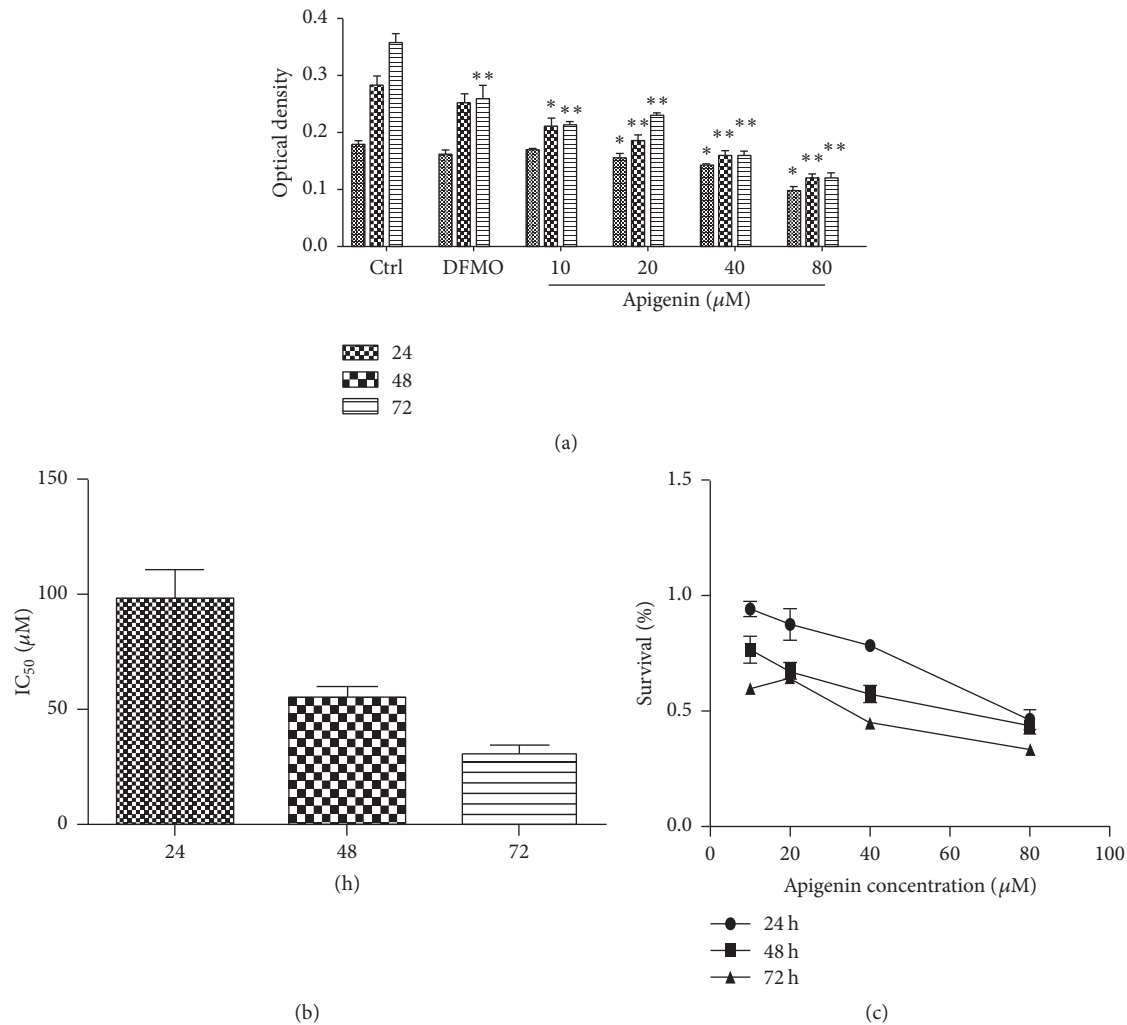 0.4
0.3
0.2
0.1
0.0
Optical density
**
* **
* ** **
* ** **
* ** **
Ctrl DFMO 10 20 40 80
Apigenin (μM)
24
48
72
(a)
150
100
50
0
IC50 (μM)
24 48 72
(h)
(b)
1.5
1.0
0.5
0.0
Survival (%)
0 20 40 60 80 100
Apigenin concentration (μM)
24 h
48 h
72 h
(c)